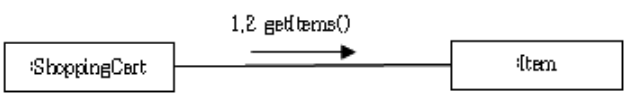 1,2 getItems()
:ShoppingCart
:Item